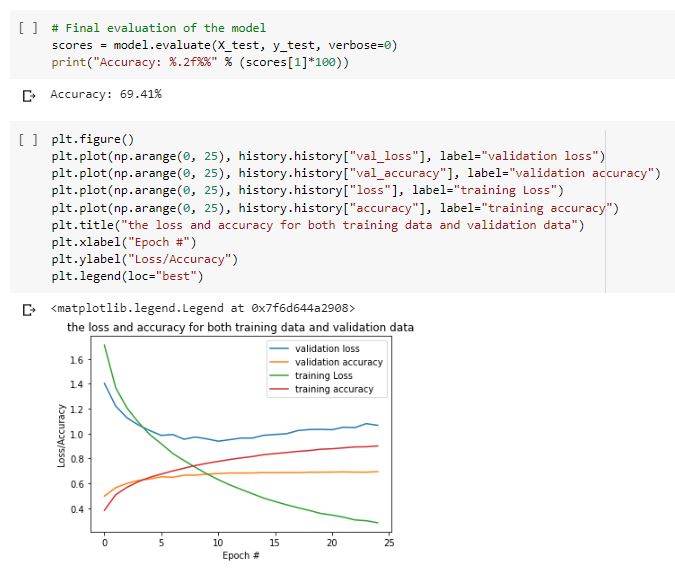 [ ] # Final evaluation of the model
scores = model.evaluate(X_test, y_test, verbose=0)
print("Accuracy: %.2f%%" % (scores[1]*100))
Accuracy: 69.41%
[ ] plt.figure()
plt.plot(np.arange(0, 25), history.history["val_loss"], label="validation loss")
plt.plot(np.arange(0, 25), history.history["val_accuracy"], label="validation accuracy")
plt.plot(np.arange(0, 25), history.history["loss"], label="training Loss")
plt.plot(np.arange(0, 25), history.history["accuracy"], label="training accuracy")
plt.title("the loss and accuracy for both training data and validation data")
plt.xlabel("Epoch #")
plt.ylabel("Loss/Accuracy")
plt.legend(loc="best")
<matplotlib.legend.Legend at 0x7f6d644a2908>
the loss and accuracy for both training data and validation data
validation loss
validation accuracy
training Loss
training accuracy
Loss/Accuracy
1.6
1.4
1.2
1.0
0.8
0.6
0.4
0 5 10 15 20 25
Epoch #